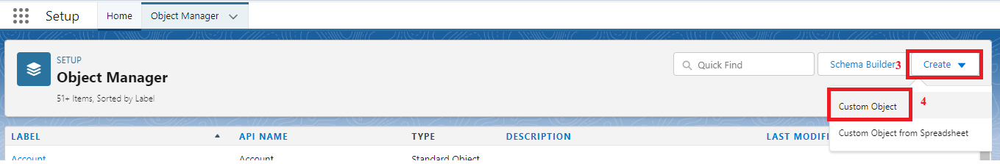 Setup Home Object Manager
SETUP
Object Manager
51+ Items, Sorted by Label
Quick Find Schema Builder 3 Create
Custom Object 4
Custom Object from Spreadsheet
LABEL API NAME TYPE DESCRIPTION LAST MODIFI
Account Account Standard Object